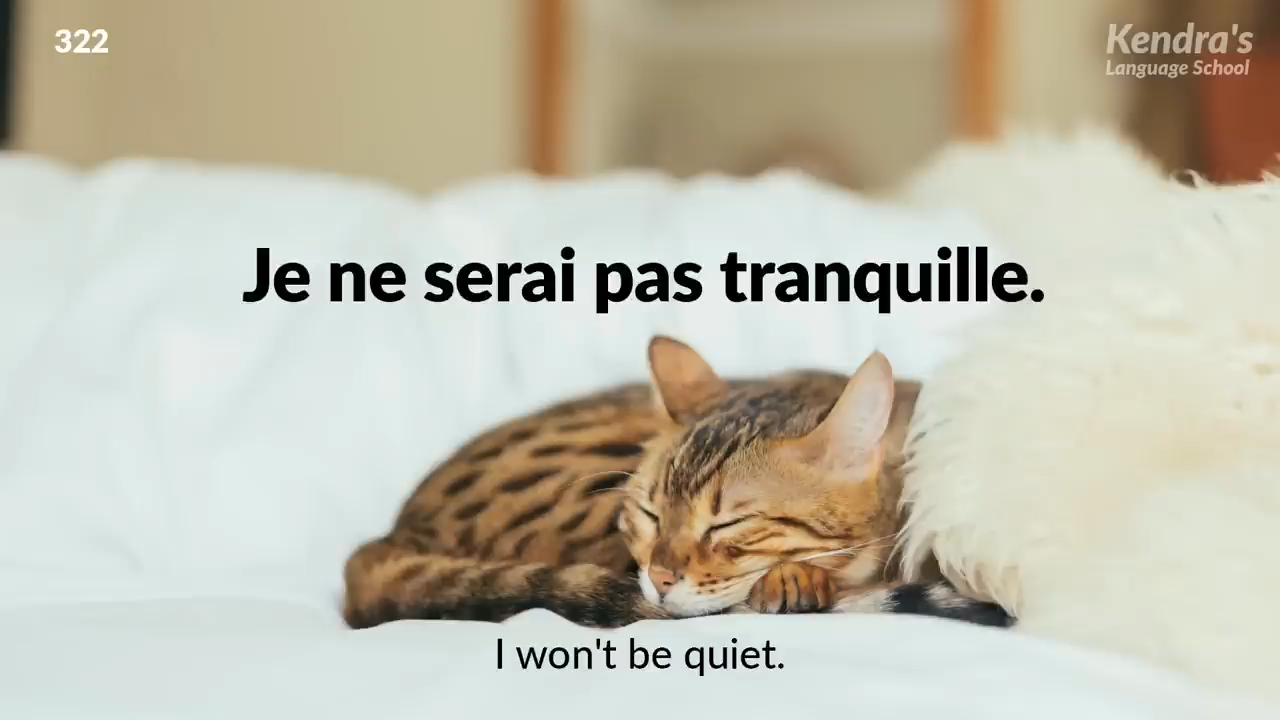 322
Kendra's
Language School
Je ne serai pas tranquille.
I won't be quiet.